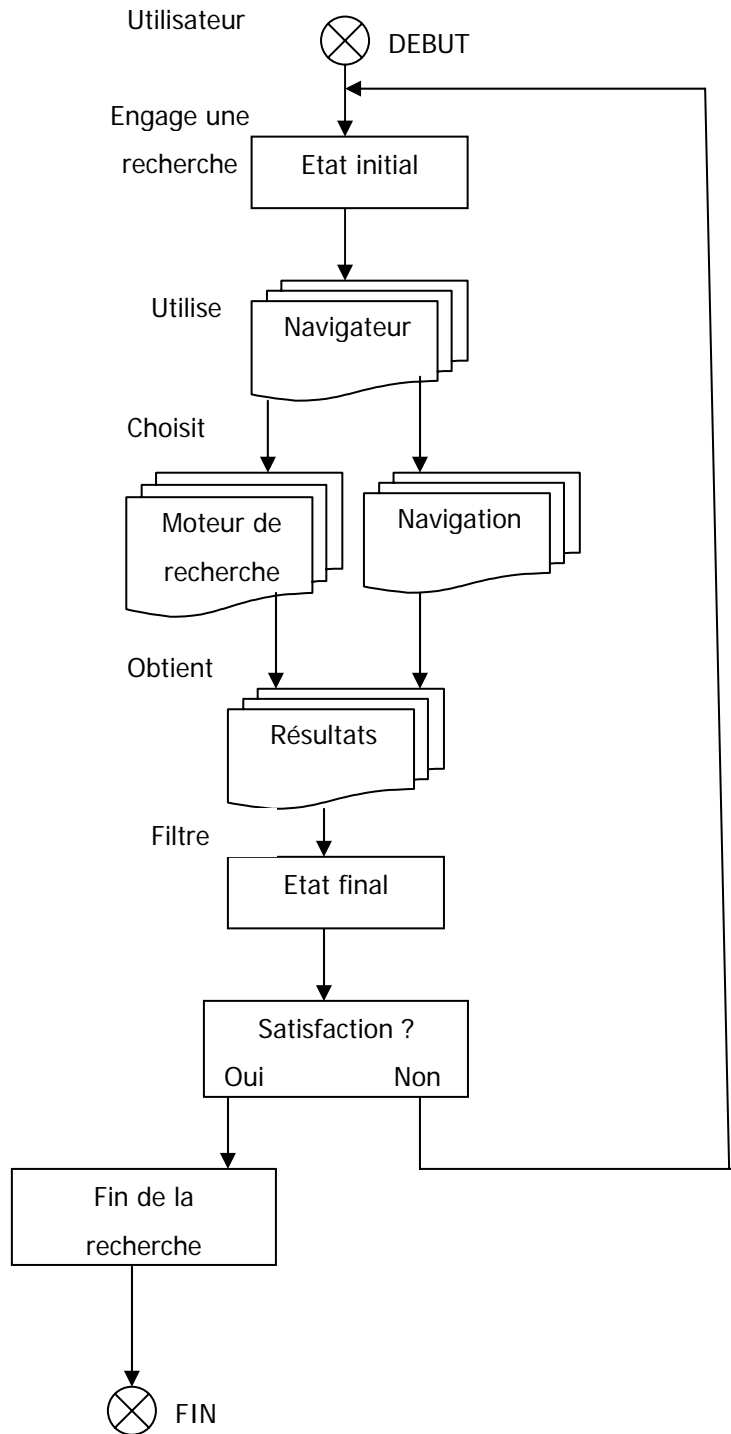 Utilisateur
DEBUT
Engage une
recherche
Etat initial
Utilise
Navigateur
Choisit
Moteur de
recherche
Navigation
Obtient
Résultats
Filtre
Etat final
Satisfaction ?
Oui
Non
Fin de la
recherche
FIN